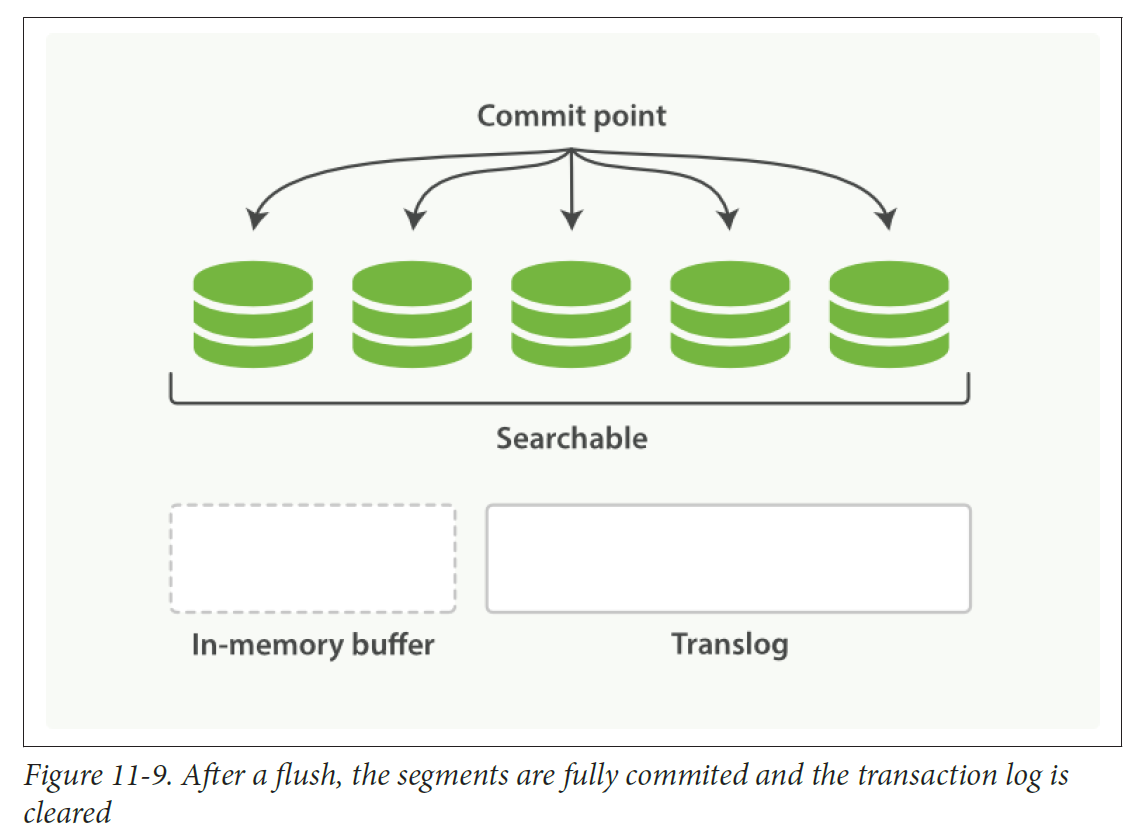 Commit point
Searchable
In-memory buffer
Translog
Figure 11-9. After a flush, the segments are fully commited and the transaction log is
cleared